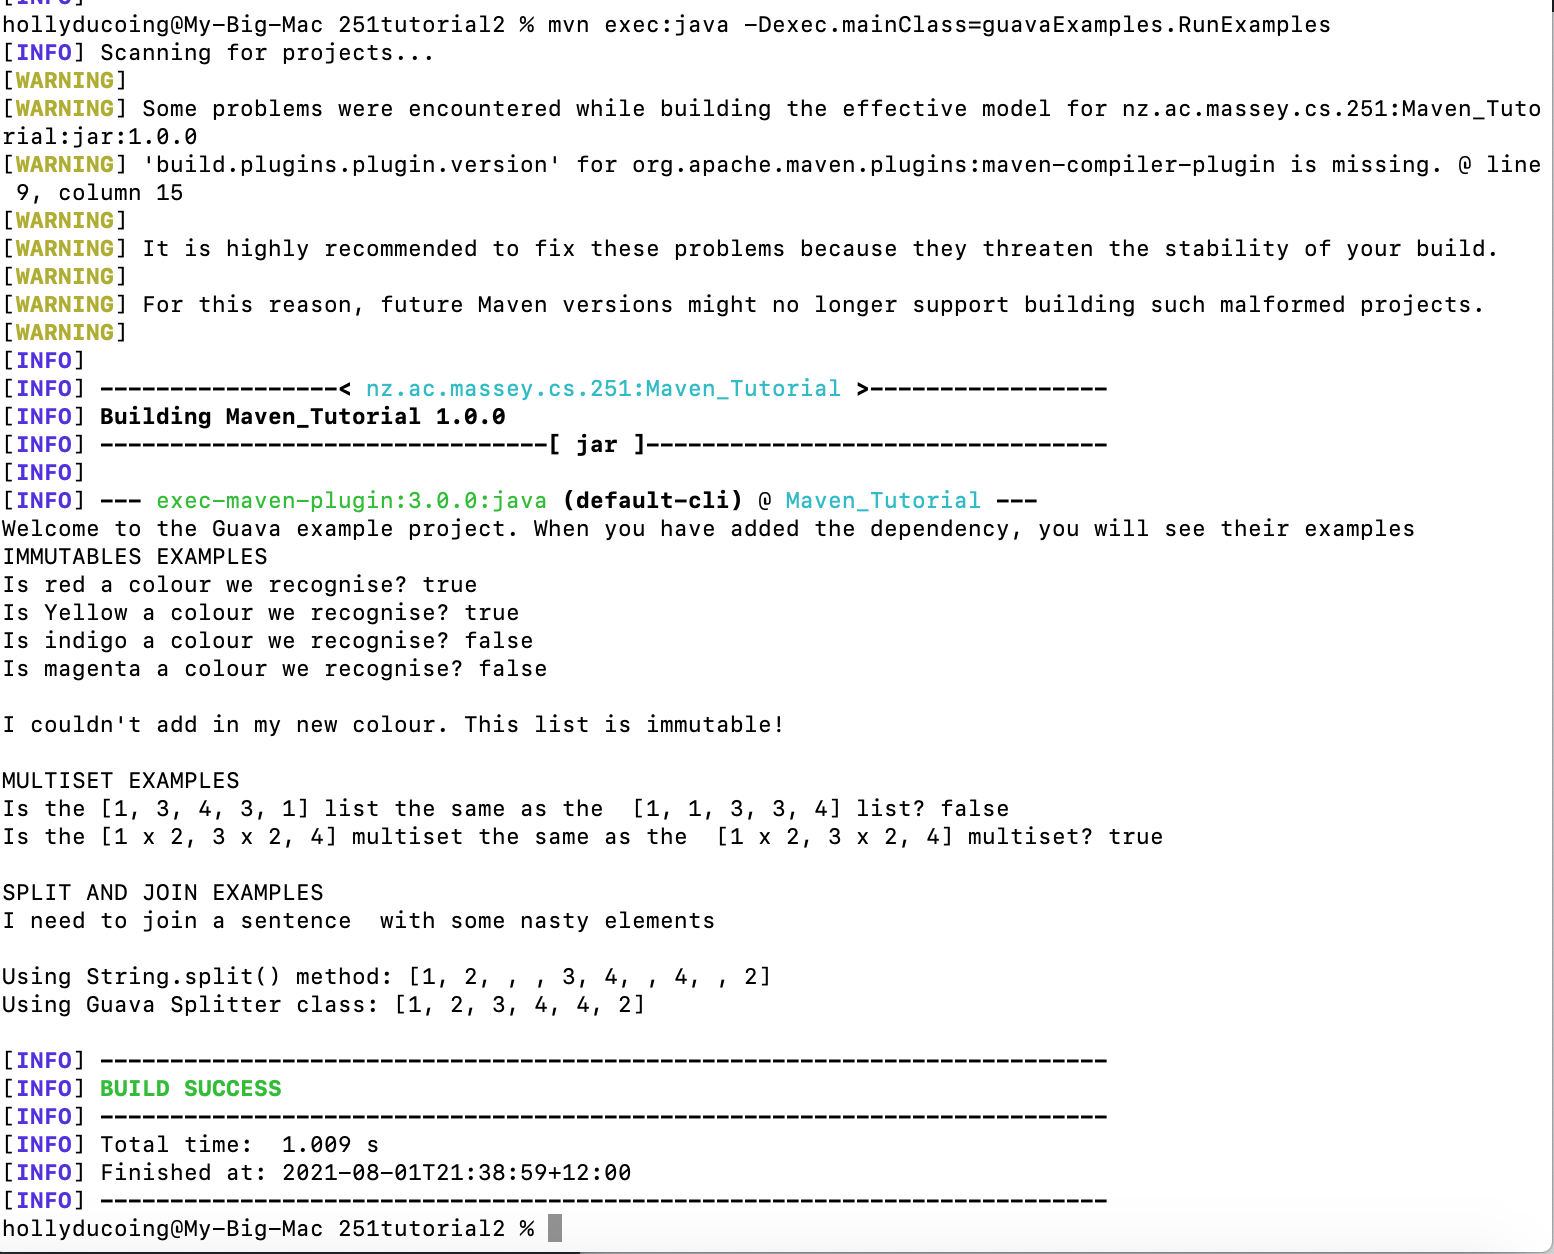 [INFO]
hollyducoing@My-Big-Mac 251tutorial2 % mvn exec:java -Dexec.mainClass=guavaExamples.RunExamples
[INFO] Scanning for projects...
[WARNING]
[WARNING] Some problems were encountered while building the effective model for nz.ac.massey.cs.251:Maven_Tuto
rial:jar:1.0.0
[WARNING] 'build.plugins.plugin.version' for org.apache.maven.plugins:maven-compiler-plugin is missing. @ line
 9, column 15
[WARNING]
[WARNING] It is highly recommended to fix these problems because they threaten the stability of your build.
[WARNING]
[WARNING] For this reason, future Maven versions might no longer support building such malformed projects.
[WARNING]
[INFO]
[INFO] -----------------< nz.ac.massey.cs.251:Maven_Tutorial >-----------------
[INFO] Building Maven_Tutorial 1.0.0
[INFO] --------------------------------[ jar ]---------------------------------
[INFO]
[INFO] --- exec-maven-plugin:3.0.0:java (default-cli) @ Maven_Tutorial ---
Welcome to the Guava example project. When you have added the dependency, you will see their examples
IMMUTABLES EXAMPLES
Is red a colour we recognise? true
Is Yellow a colour we recognise? true
Is indigo a colour we recognise? false
Is magenta a colour we recognise? false
I couldn't add in my new colour. This list is immutable!
MULTISET EXAMPLES
Is the [1, 3, 4, 3, 1] list the same as the  [1, 1, 3, 3, 4] list? false
Is the [1 x 2, 3 x 2, 4] multiset the same as the  [1 x 2, 3 x 2, 4] multiset? true
SPLIT AND JOIN EXAMPLES
I need to join a sentence  with some nasty elements
Using String.split() method: [1, 2, , , 3, 4, , 4, , 2]
Using Guava Splitter class: [1, 2, 3, 4, 4, 2]
[INFO] ------------------------------------------------------------------------
[INFO] BUILD SUCCESS
[INFO] ------------------------------------------------------------------------
[INFO] Total time:  1.009 s
[INFO] Finished at: 2021-08-01T21:38:59+12:00
[INFO] ------------------------------------------------------------------------
hollyducoing@My-Big-Mac 251tutorial2 %